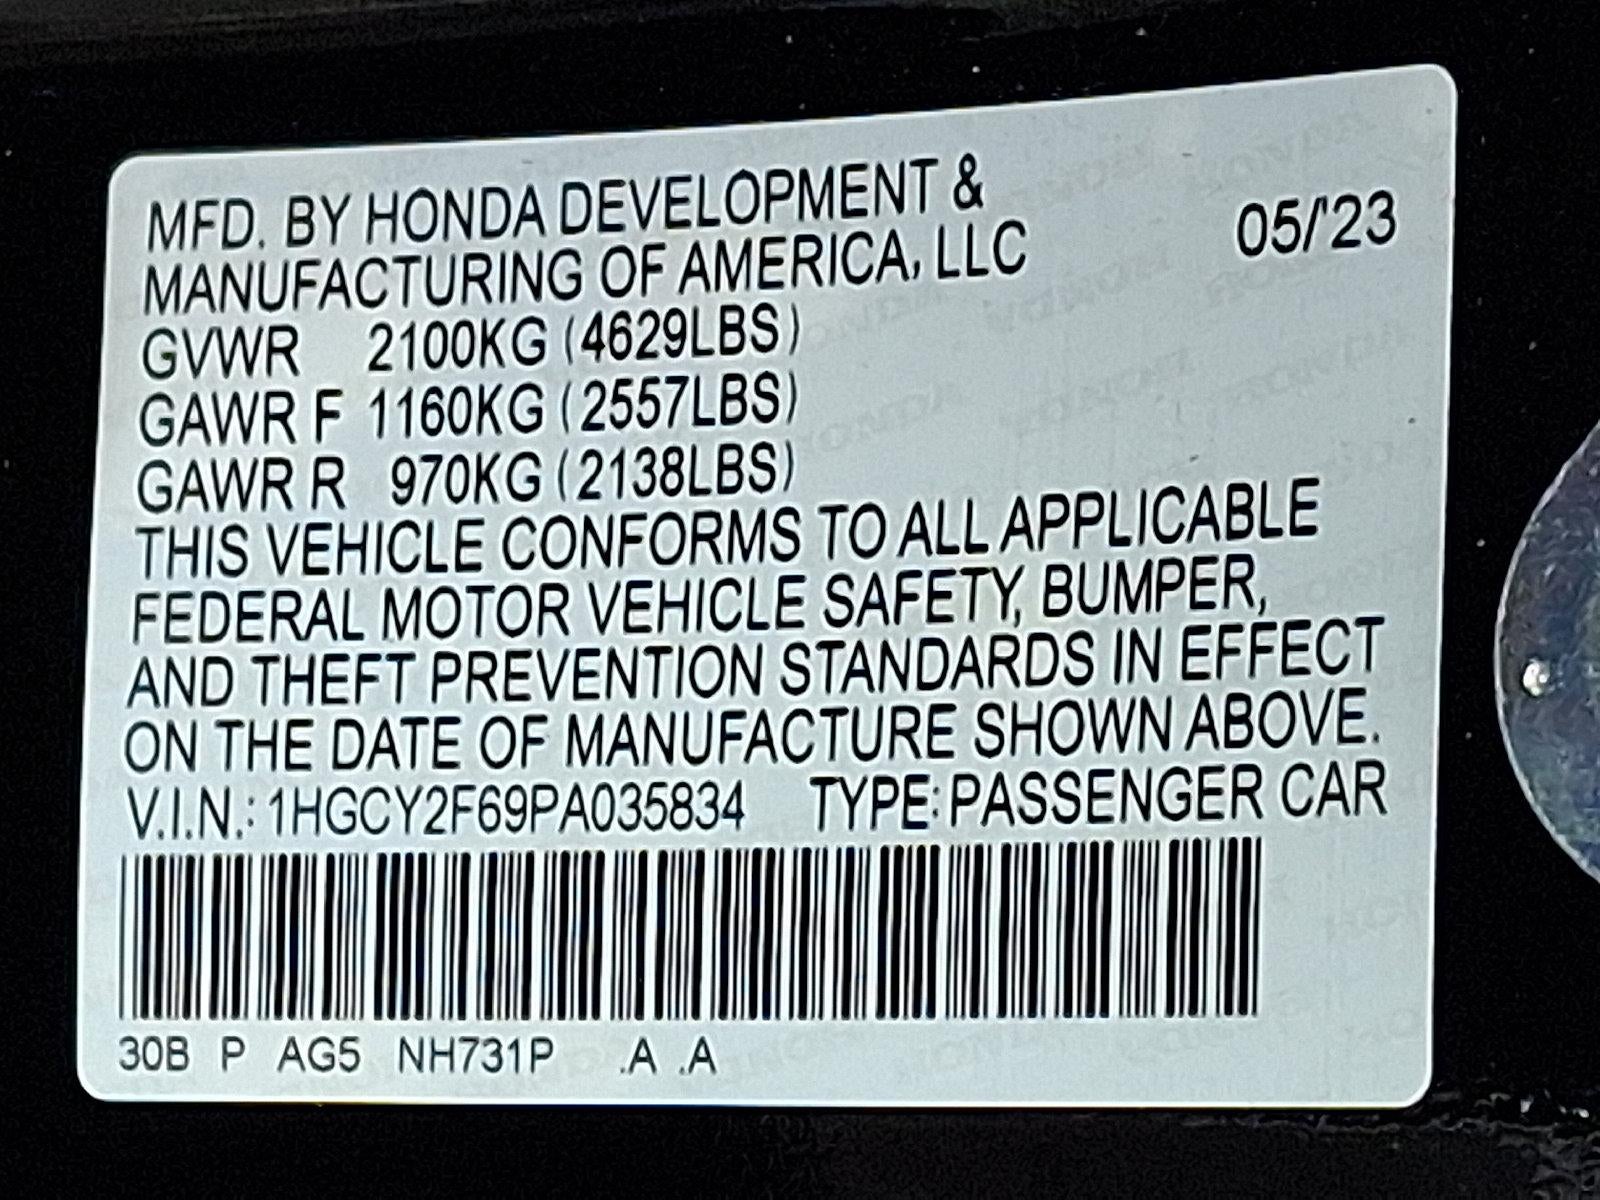 MFD. BY HONDA DEVELOPMENT &
MANUFACTURING OF AMERICA, LLC
05/'23
GVWR 2100KG (4629LBS)
GAWR F 1160KG (2557LBS)
GAWR R 970KG (2138LBS)
THIS VEHICLE CONFORMS TO ALL APPLICABLE
FEDERAL MOTOR VEHICLE SAFETY, BUMPER,
AND THEFT PREVENTION STANDARDS IN EFFECT
ON THE DATE OF MANUFACTURE SHOWN ABOVE.
V.I.N.: 1HGCY2F69PA035834 TYPE: PASSENGER CAR
30B P AG5 NH731P .A .A